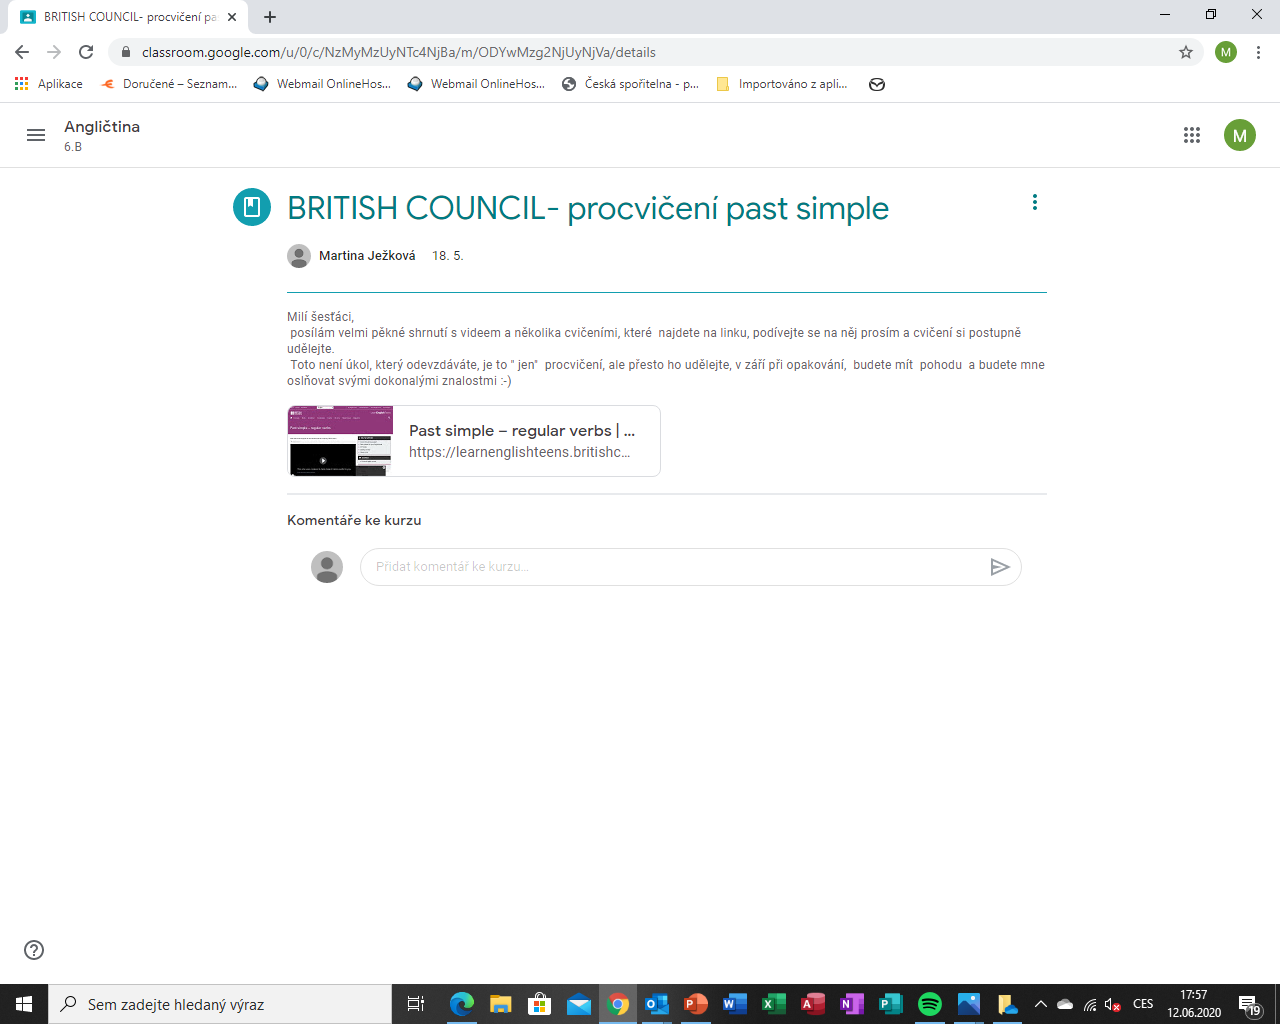 BRITISH COUNCIL- procvičení pa
classroom.google.com/u/0/c/NzMyMzUyNTc4NjBa/m/ODYwMzg2NjUyNjVa/details
M
Aplikace
Doručené – Seznam...
Webmail OnlineHos...
Webmail OnlineHos...
Česká spořitelna - p...
Importováno z apli...
Angličtina
6.B
M
BRITISH COUNCIL- procvičení past simple
Martina Ježková 18. 5.
Milí šesťáci,
posílám velmi pěkné shrnutí s videem a několika cvičeními, které najdete na linku, podívejte se na něj prosím a cvičení si postupně
udělejte.
Toto není úkol, který odevzdáváte, je to " jen" procvičení, ale přesto ho udělejte, v září při opakování, budete mít pohodu a budete mne
oslňovat svými dokonalými znalostmi :-)
Past simple – regular verbs | ...
https://learnenglishteens.britishc...
Komentáře ke kurzu
Přidat komentář ke kurzu...
Sem zadejte hledaný výraz
CES
17:57
12.06.2020
19